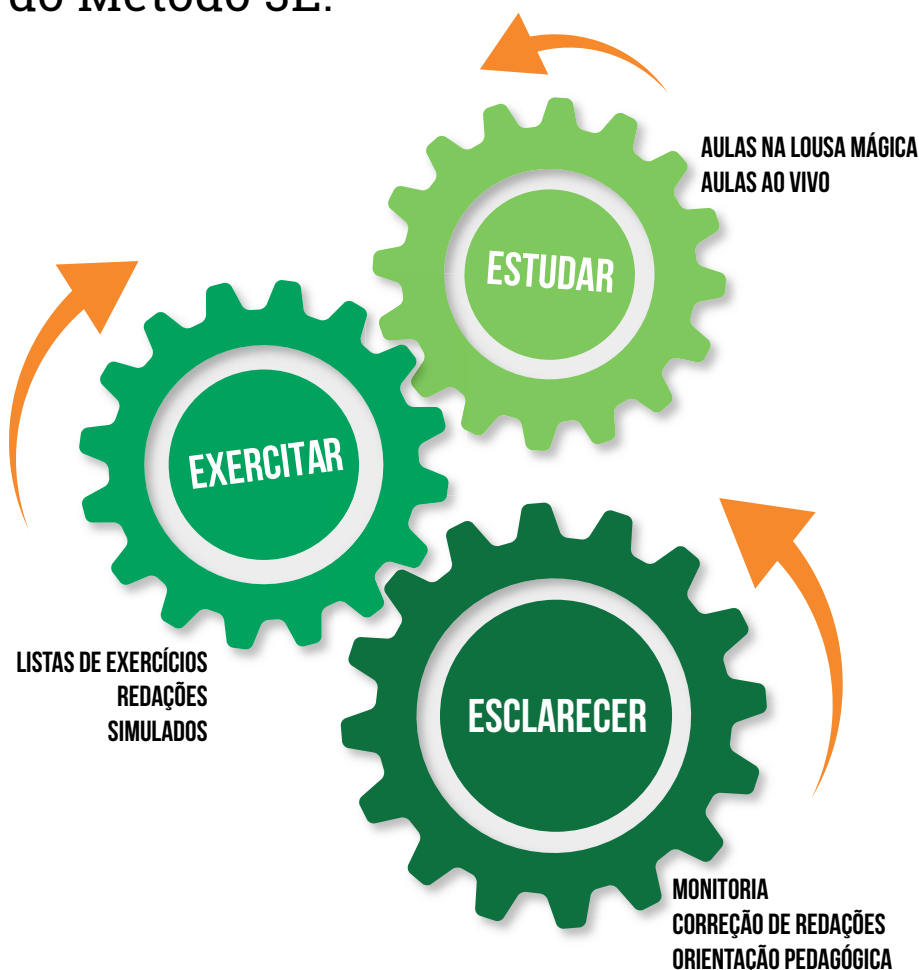 do Método 3E:
AULAS NA LOUSA MÁGICA
AULAS AO VIVO
ESTUDAR
EXERCITAR
LISTAS DE EXERCÍCIOS
REDAÇÕES
SIMULADOS
ESCLARECER
MONITORIA
CORREÇÃO DE REDAÇÕES
ORIENTAÇÃO PEDAGÓGICA